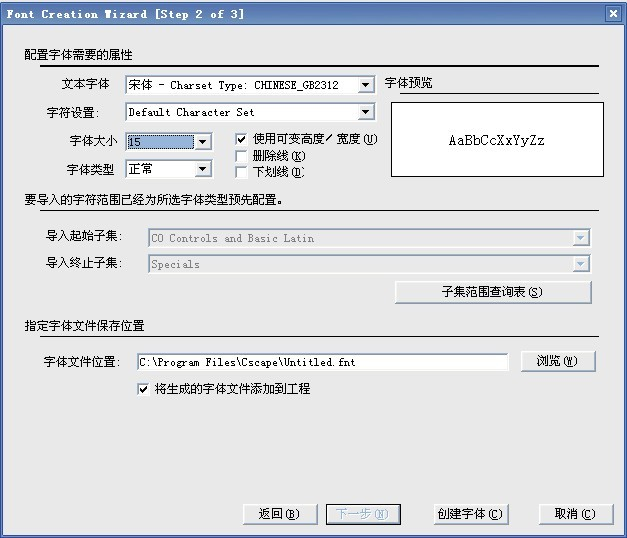 Font Creation Wizard [Step 2 of 3]
配置字体需要的属性
文本字体 宋体 - Charset Type: CHINESE_GB2312 字体预览
字符设置: Default Character Set
AaBbCcXxYyZz
字体大小 15 使用可变高度/宽度(U)
删除线(K)
字体类型 正常 下划线(D)
要导入的字符范围已经为所选字体类型预先配置。
导入起始子集: CO Controls and Basic Latin
导入终止子集: Specials
子集范围查询表(S)
指定字体文件保存位置
字体文件位置: C:\Program Files\Cscape\Untitled.fnt 浏览(W)
将生成的字体文件添加到工程
返回(B) 下一步(N) 创建字体(C) 取消(C)